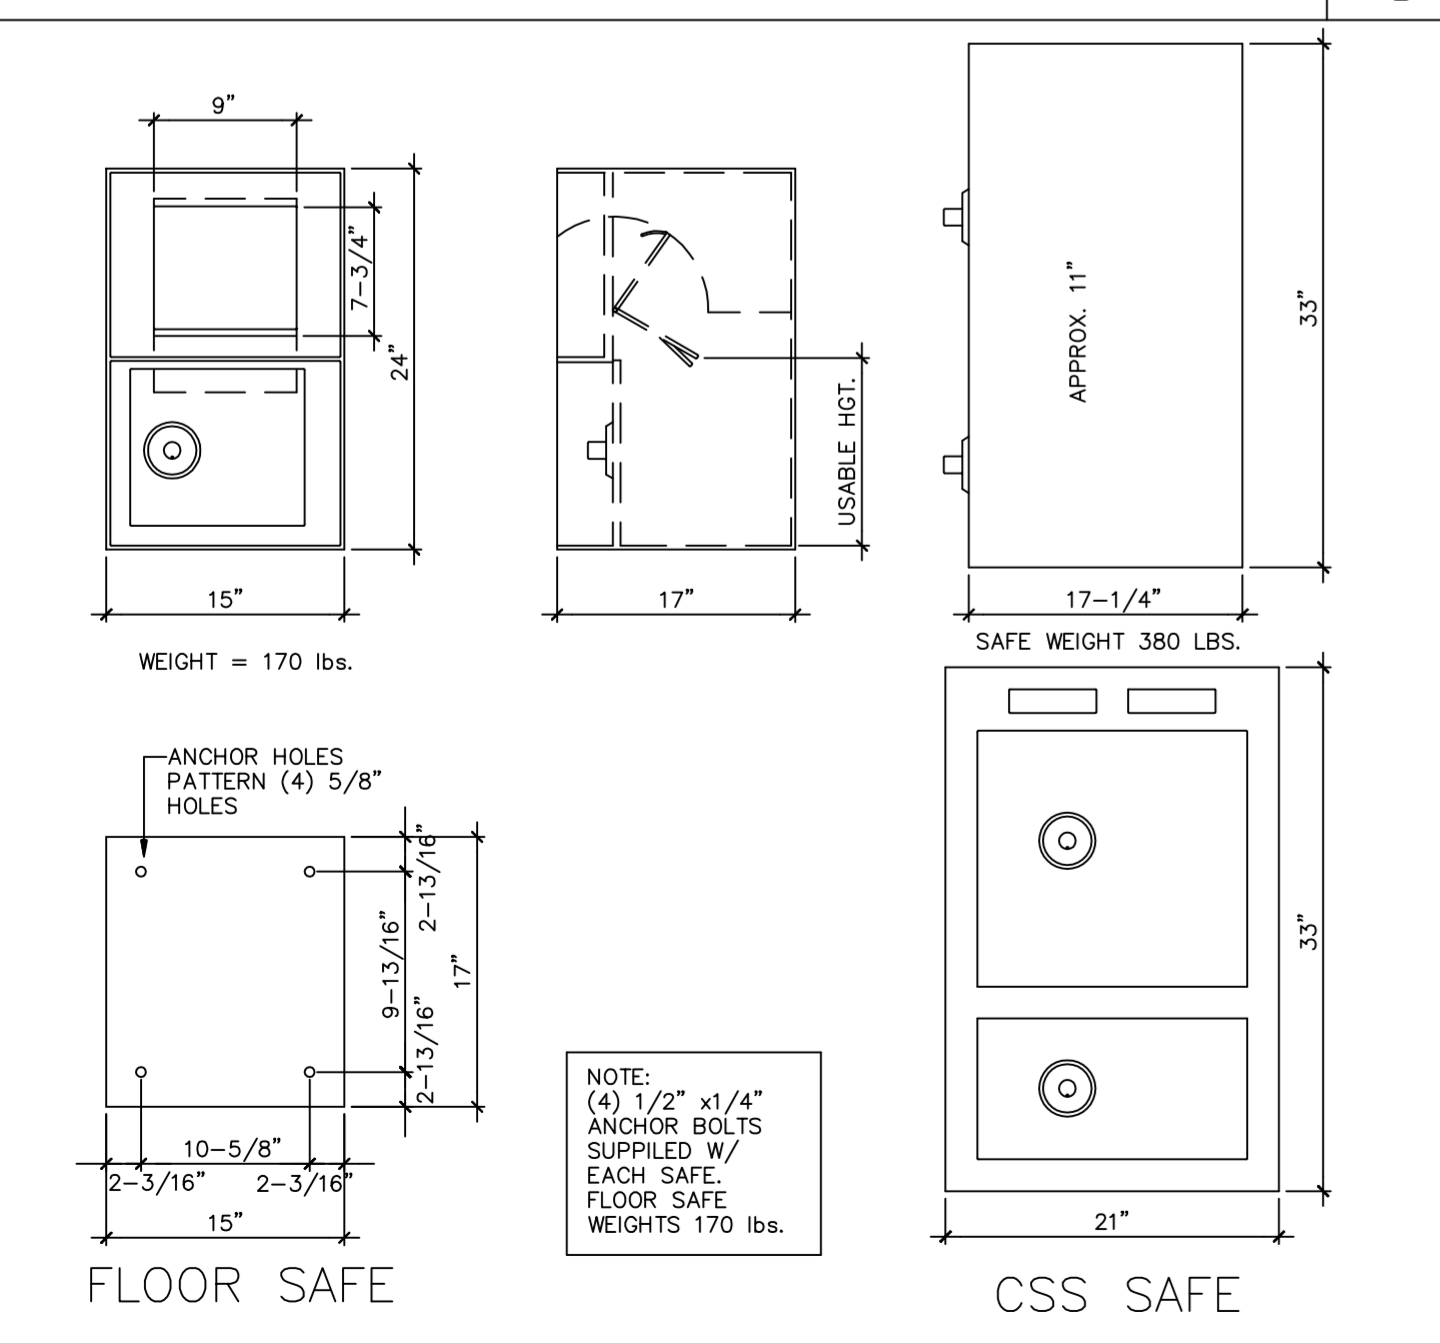 9”
7-3/4”
24”
15”
WEIGHT = 170 lbs.
USABLE HGT.
17”
APPROX. 11”
33”
17-1/4”
SAFE WEIGHT 380 LBS.
ANCHOR HOLES
PATTERN (4) 5/8”
HOLES
2-13/16”
9-13/16”
2-13/16”
17”
10-5/8”
2-3/16”
2-3/16”
15”
FLOOR SAFE
NOTE:
(4) 1/2” x1/4”
ANCHOR BOLTS
SUPPILED W/
EACH SAFE.
FLOOR SAFE
WEIGHTS 170 lbs.
33”
21”
CSS SAFE